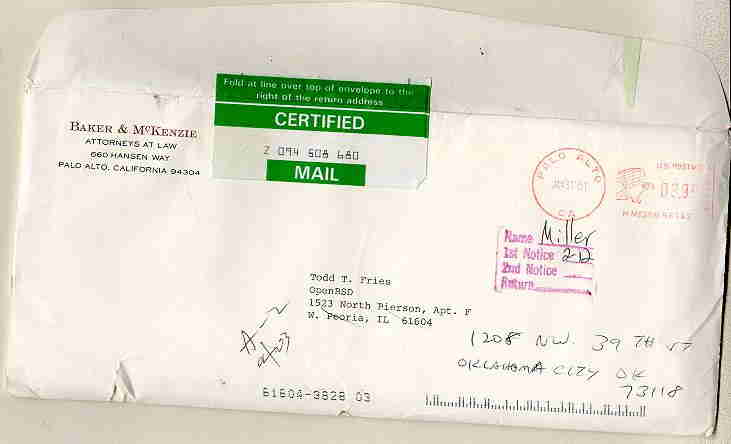 Fold at line over top of envelope to the
right of the return address
CERTIFIED
Z 094 608 680
MAIL
BAKER & McKENZIE
ATTORNEYS AT LAW
660 HANSEN WAY
PALO ALTO, CALIFORNIA 94304
PALO ALTO
CA
U.S. POSTAGE
Name Miller
1st Notice
2nd Notice
Return
Todd T. Fries
OpenBSD
1523 North Pierson, Apt. F
W. Peoria, IL 61604
1208 NW. 39 TH ST
OKLAHOMA CITY OK
73118
61604-3828 03